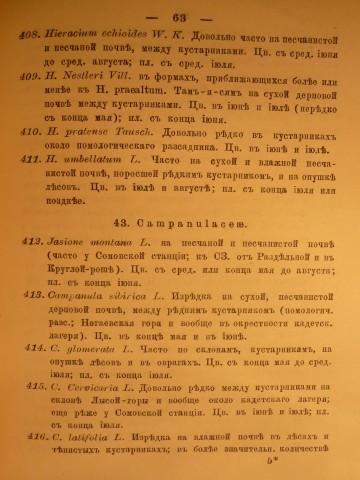 — 63 —
408. Hieracium echioides W. K. Довольно часто на песчанистой
и песчаной почвѣ, между кустарниками. Цв. съ сред. іюня
до сред. августа; пл. съ сред. іюля.
409. H. Nestleri Vill. въ формахъ, приближающихся болѣе или
менѣе къ H. praealtum. Тамъ-и-сямъ на сухой дерновой
почвѣ между кустарниками. Цв. въ іюнѣ и іюлѣ (нерѣдко
съ конца мая); пл. съ конца іюня.
410. H. pratense Tausch. Довольно рѣдко въ кустарникахъ
около помологическаго разсадника. Цв. въ іюнѣ и іюлѣ.
411. H. umbellatum L. Часто на сухой и влажной песча-
нистой почвѣ, поросшей рѣдкимъ кустарникомъ, и на опушкѣ
лѣсовъ. Цв. въ іюлѣ и августѣ; пл. съ конца іюля или
позднѣе.
43. Campanulaceæ.
412. Jasione montana L. на песчаной и песчанистой почвѣ
(часто у Сомовской станціи; къ СЗ. отъ Раздѣльной и въ
Круглой-ротѣ). Цв. съ сред. или конца мая до августа;
пл. съ конца іюня.
413. Campanula sibirica L. Изрѣдка на сухой, песчанистой
дерновой почвѣ, между рѣдкимъ кустарникомъ (помологич.
разс.; Ногаевская гора и вообще въ окрестности кадетск.
лагеря). Цв. въ концѣ мая и въ іюнѣ.
414. C. glomerata L. Часто по склонамъ, кустарникамъ, на
опушкѣ лѣсовъ и въ оврагахъ. Цв. съ конца мая до сред.
іюля; пл. съ сред. іюля.
415. C. Cervicaria L. Довольно рѣдко между кустарниками на
склонѣ Лысой-горы и вообще около кадетскаго лагеря;
еще рѣже у Сомовской станціи. Цв. въ іюнѣ и іюлѣ; пл.
съ сред. іюля.
416. C. latifolia L. Изрѣдка на влажной почвѣ въ лѣсахъ и
тѣнистыхъ кустарникахъ; въ болѣе значительн. количествѣ
5*